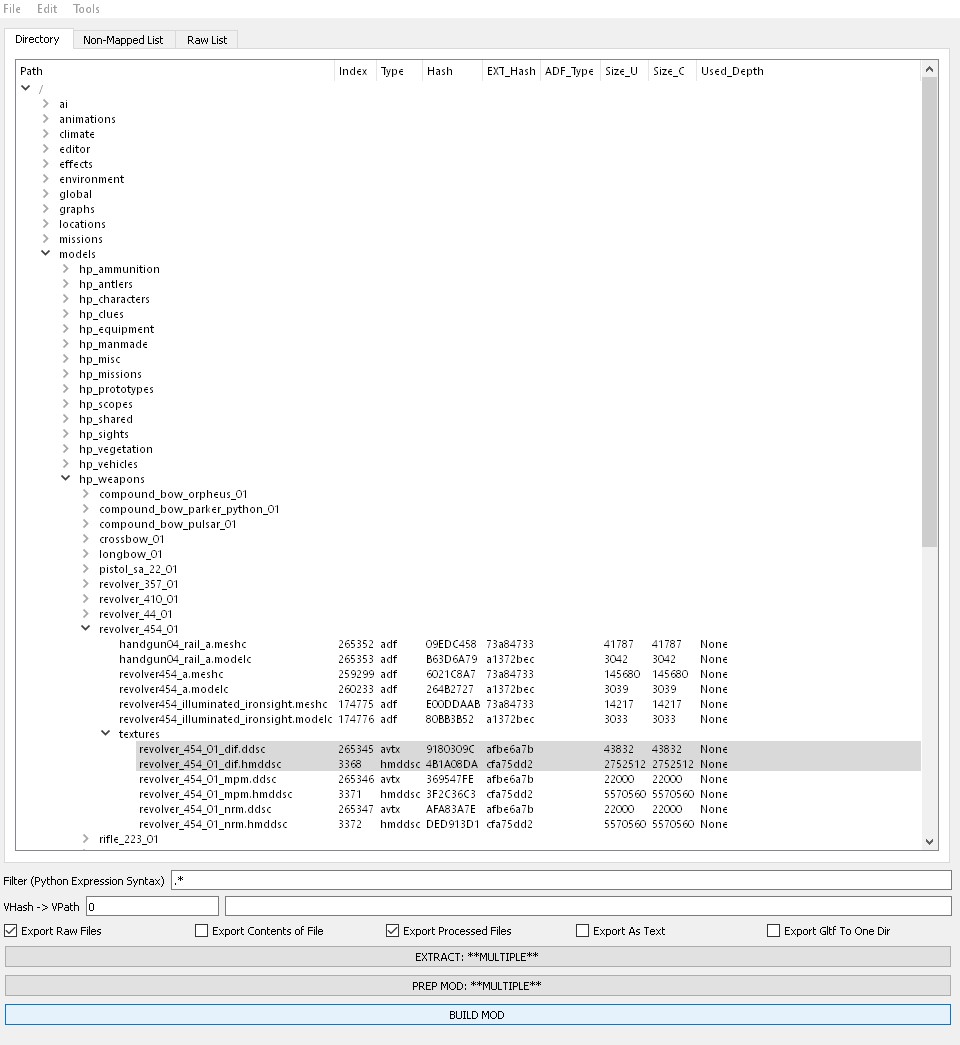 File Edit Tools
Directory Non-Mapped List Raw List
Path Index Type Hash EXT_Hash ADF_Type Size_U Size_C Used_Depth
/
ai
animations
climate
editor
effects
environment
global
graphs
locations
missions
models
hp_ammunition
hp_antlers
hp_characters
hp_clues
hp_equipment
hp_manmade
hp_misc
hp_missions
hp_prototypes
hp_scopes
hp_shared
hp_sights
hp_vegetation
hp_vehicles
hp_weapons
compound_bow_orpheus_01
compound_bow_parker_python_01
compound_bow_pulsar_01
crossbow_01
longbow_01
pistol_sa_22_01
revolver_357_01
revolver_410_01
revolver_44_01
revolver_454_01
handgun04_rail_a.meshc 265352 adf 09EDC458 73a84733 41787 41787 None
handgun04_rail_a.modelc 265353 adf B63D6A79 a1372bec 3042 3042 None
revolver454_a.meshc 259299 adf 6021C8A7 73a84733 145680 145680 None
revolver454_a.modelc 260233 adf 264B2727 a1372bec 3039 3039 None
revolver454_illuminated_ironsight.meshc 174775 adf E00DDAAB 73a84733 14217 14217 None
revolver454_illuminated_ironsight.modelc 174776 adf 80BB3B52 a1372bec 3033 3033 None
textures
revolver_454_01_dif.ddsc 265345 avtx 9180309C afbe6a7b 43832 43832 None
revolver_454_01_dif.hmddsc 3368 hmddsc 4B1A08DA cfa75dd2 2752512 2752512 None
revolver_454_01_mpm.ddsc 265346 avtx 369547FE afbe6a7b 22000 22000 None
revolver_454_01_mpm.hmddsc 3371 hmddsc 3F2C36C3 cfa75dd2 5570560 5570560 None
revolver_454_01_nrm.ddsc 265347 avtx AFA83A7E afbe6a7b 22000 22000 None
revolver_454_01_nrm.hmddsc 3372 hmddsc DED913D1 cfa75dd2 5570560 5570560 None
rifle_223_01
Filter (Python Expression Syntax) .*
VHash -> VPath 0
Export Raw Files Export Contents of File Export Processed Files Export As Text Export Gltf To One Dir
EXTRACT: **MULTIPLE**
PREP MOD: **MULTIPLE**
BUILD MOD